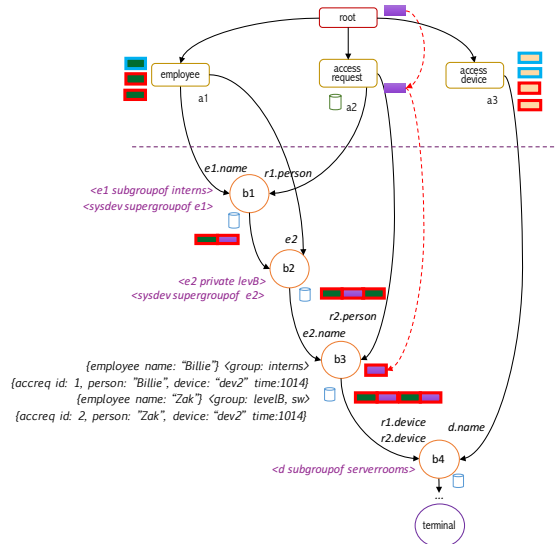 root
employee
access
request
access
device
a1
a2
a3
e1.name
r1.person
<e1 subgroupof interns>
<sysdev supergroupof e1>
b1
e2
<e2 private levB>
<sysdev supergroupof e2>
b2
r2.person
e2.name
{employee name: “Billie”} <group: interns>
{accreq id: 1, person: ”Billie”, device: “dev2” time:1014}
{employee name: “Zak”} <group: levelB, sw>
{accreq id: 2, person: ”Zak”, device: “dev2” time:1014}
b3
r1.device
r2.device
d.name
<d subgroupof serverrooms>
b4
...
terminal